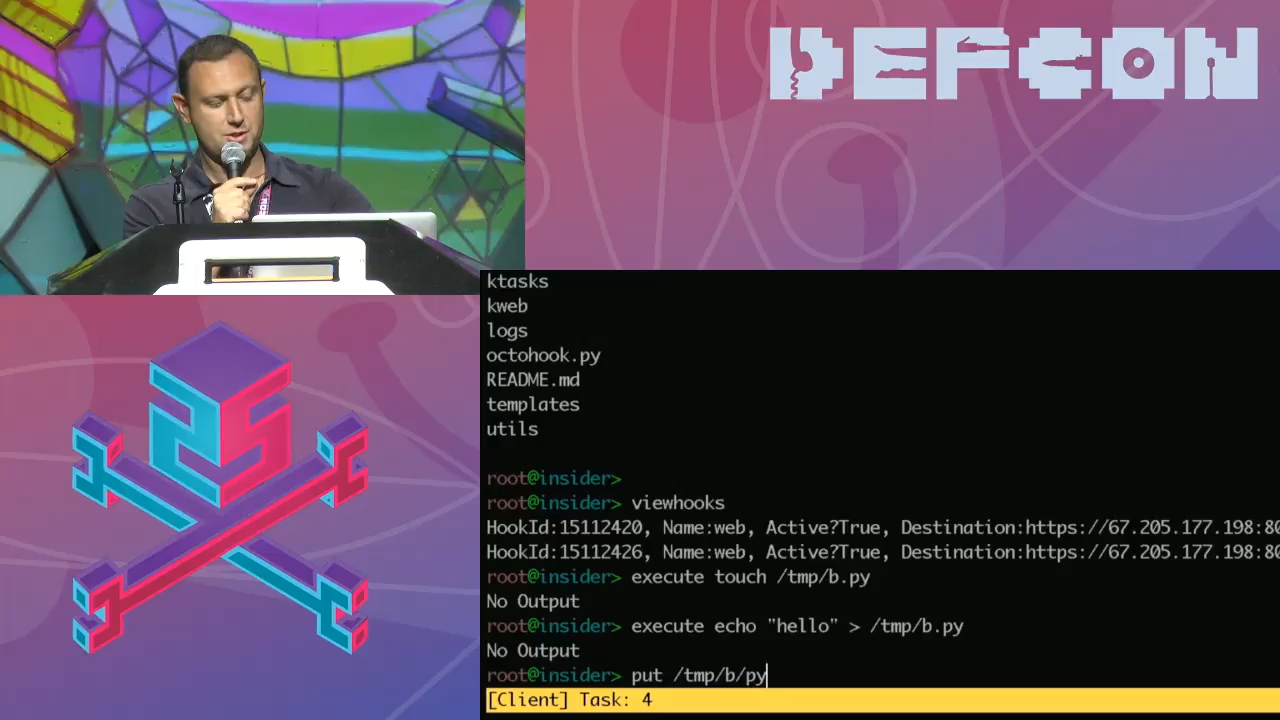 DEFCON
ktasks
kweb
logs
octohook.py
README.md
templates
utils
root@insider>
root@insider> viewhooks
HookId:15112420, Name:web, Active?True, Destination:https://67.205.177.198:80
HookId:15112426, Name:web, Active?True, Destination:https://67.205.177.198:80
root@insider> execute touch /tmp/b.py
No Output
root@insider> execute echo "hello" > /tmp/b.py
No Output
root@insider> put /tmp/b/py
[Client] Task: 4